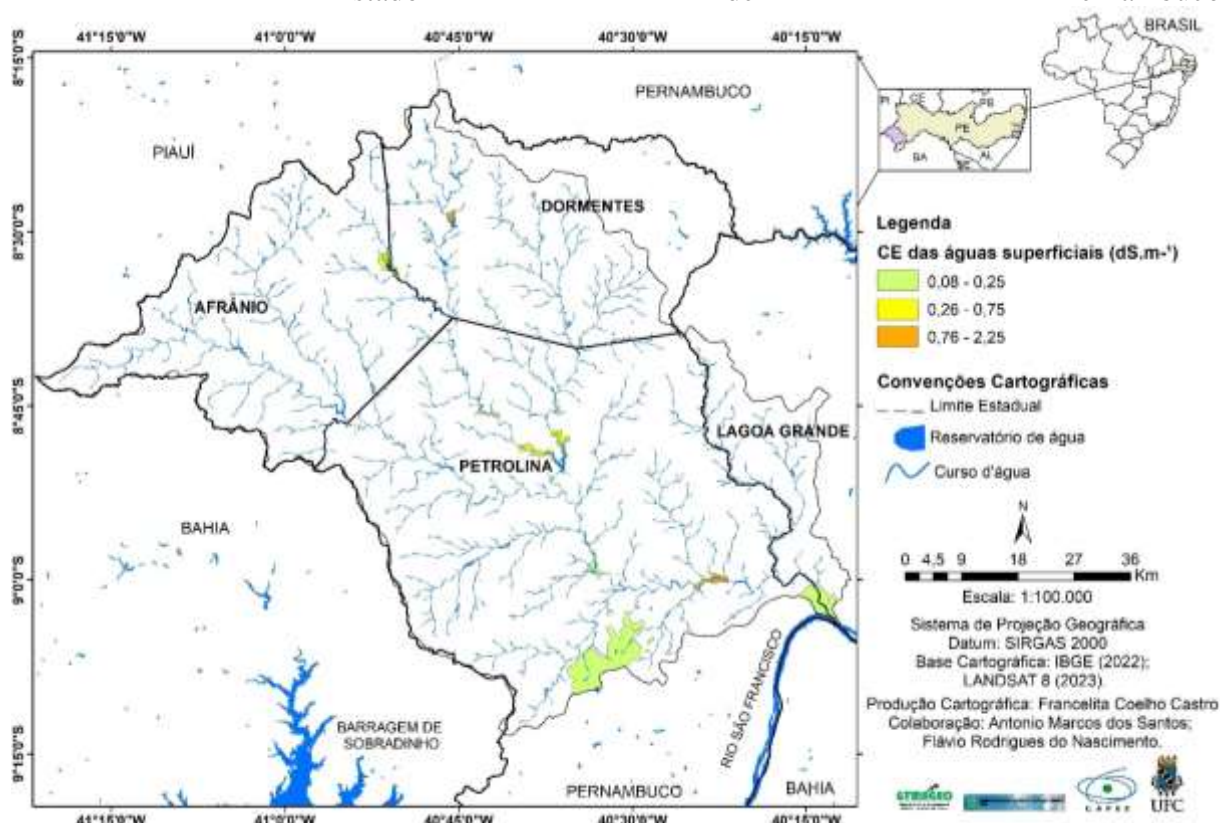 41°15'0"W 41°0'0"W 40°45'0"W 40°30'0"W 40°15'0"W
8°15'0"S
8°30'0"S
8°45'0"S
9°0'0"S
9°15'0"S
PERNAMBUCO
PIAUÍ
DORMENTES
AFRÂNIO
LAGOA GRANDE
PETROLINA
BAHIA
BARRAGEM DE
SOBRADINHO
RIO SÃO FRANCISCO
PERNAMBUCO
BAHIA
41°15'0"W 41°0'0"W 40°45'0"W 40°30'0"W 40°15'0"W
BRASIL
PI
CE
PB
PE
BA
AL
Legenda
CE das águas superficiais (dS.m-¹)
0,08 - 0,25
0,26 - 0,75
0,76 - 2,25
Convenções Cartográficas
Limite Estadual
Reservatório de água
Curso d'água
N
0 4,5 9 18 27 36
Km
Escala: 1:100.000
Sistema de Projeção Geográfica
Datum: SIRGAS 2000
Base Cartográfica: IBGE (2022);
LANDSAT 8 (2023)
Produção Cartográfica: Francelita Coelho Castro
Colaboração: Antonio Marcos dos Santos;
Flávio Rodrigues do Nascimento.
CAPES
UFC